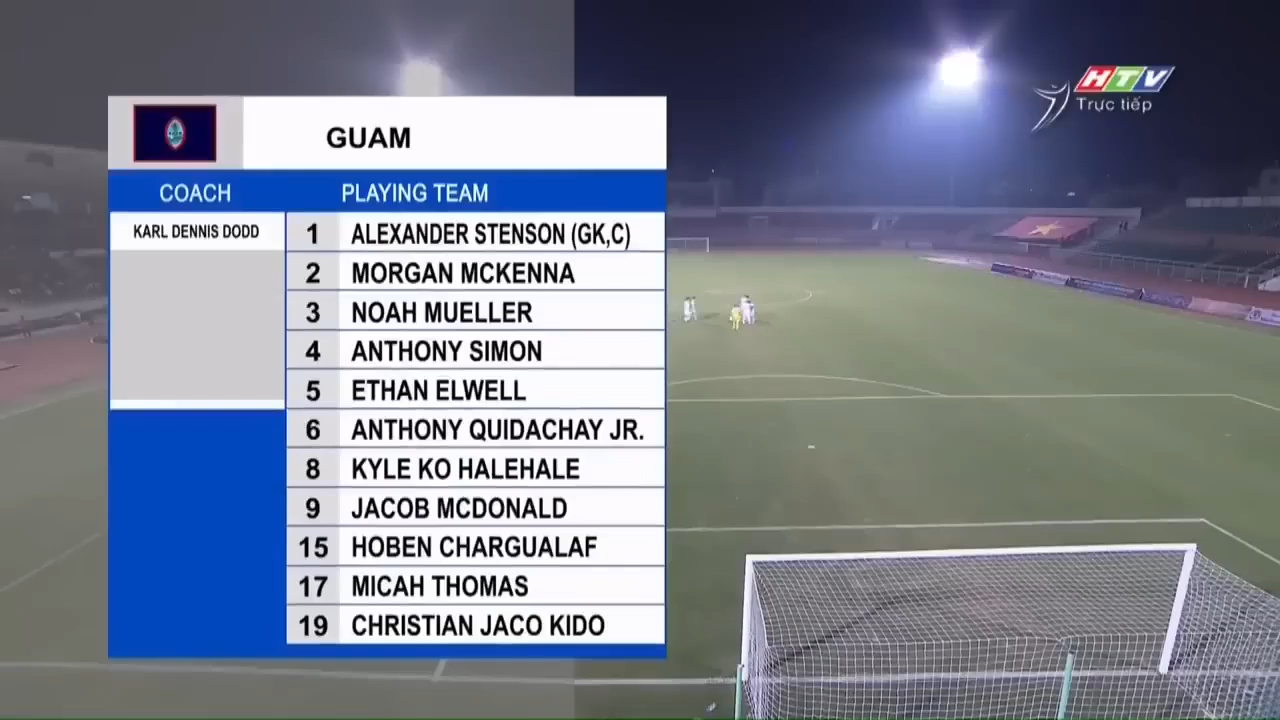 HTV
Trực tiếp
GUAM
COACH
PLAYING TEAM
KARL DENNIS DODD
1 ALEXANDER STENSON (GK,C)
2 MORGAN MCKENNA
3 NOAH MUELLER
4 ANTHONY SIMON
5 ETHAN ELWELL
6 ANTHONY QUIDACHAY JR.
8 KYLE KO HALEHALE
9 JACOB MCDONALD
15 HOBEN CHARGUALAF
17 MICAH THOMAS
19 CHRISTIAN JACO KIDO